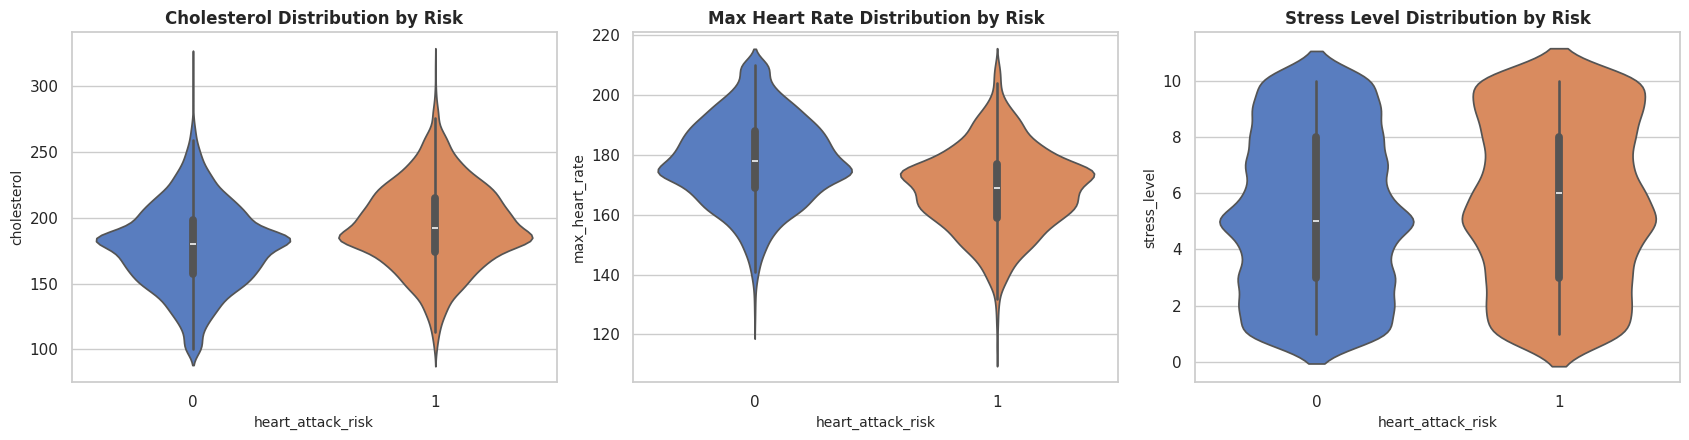 Cholesterol Distribution by Risk
cholesterol
300
250
200
150
100
0 1
heart_attack_risk
Max Heart Rate Distribution by Risk
max_heart_rate
220
200
180
160
140
120
0 1
heart_attack_risk
Stress Level Distribution by Risk
stress_level
10
8
6
4
2
0
0 1
heart_attack_risk